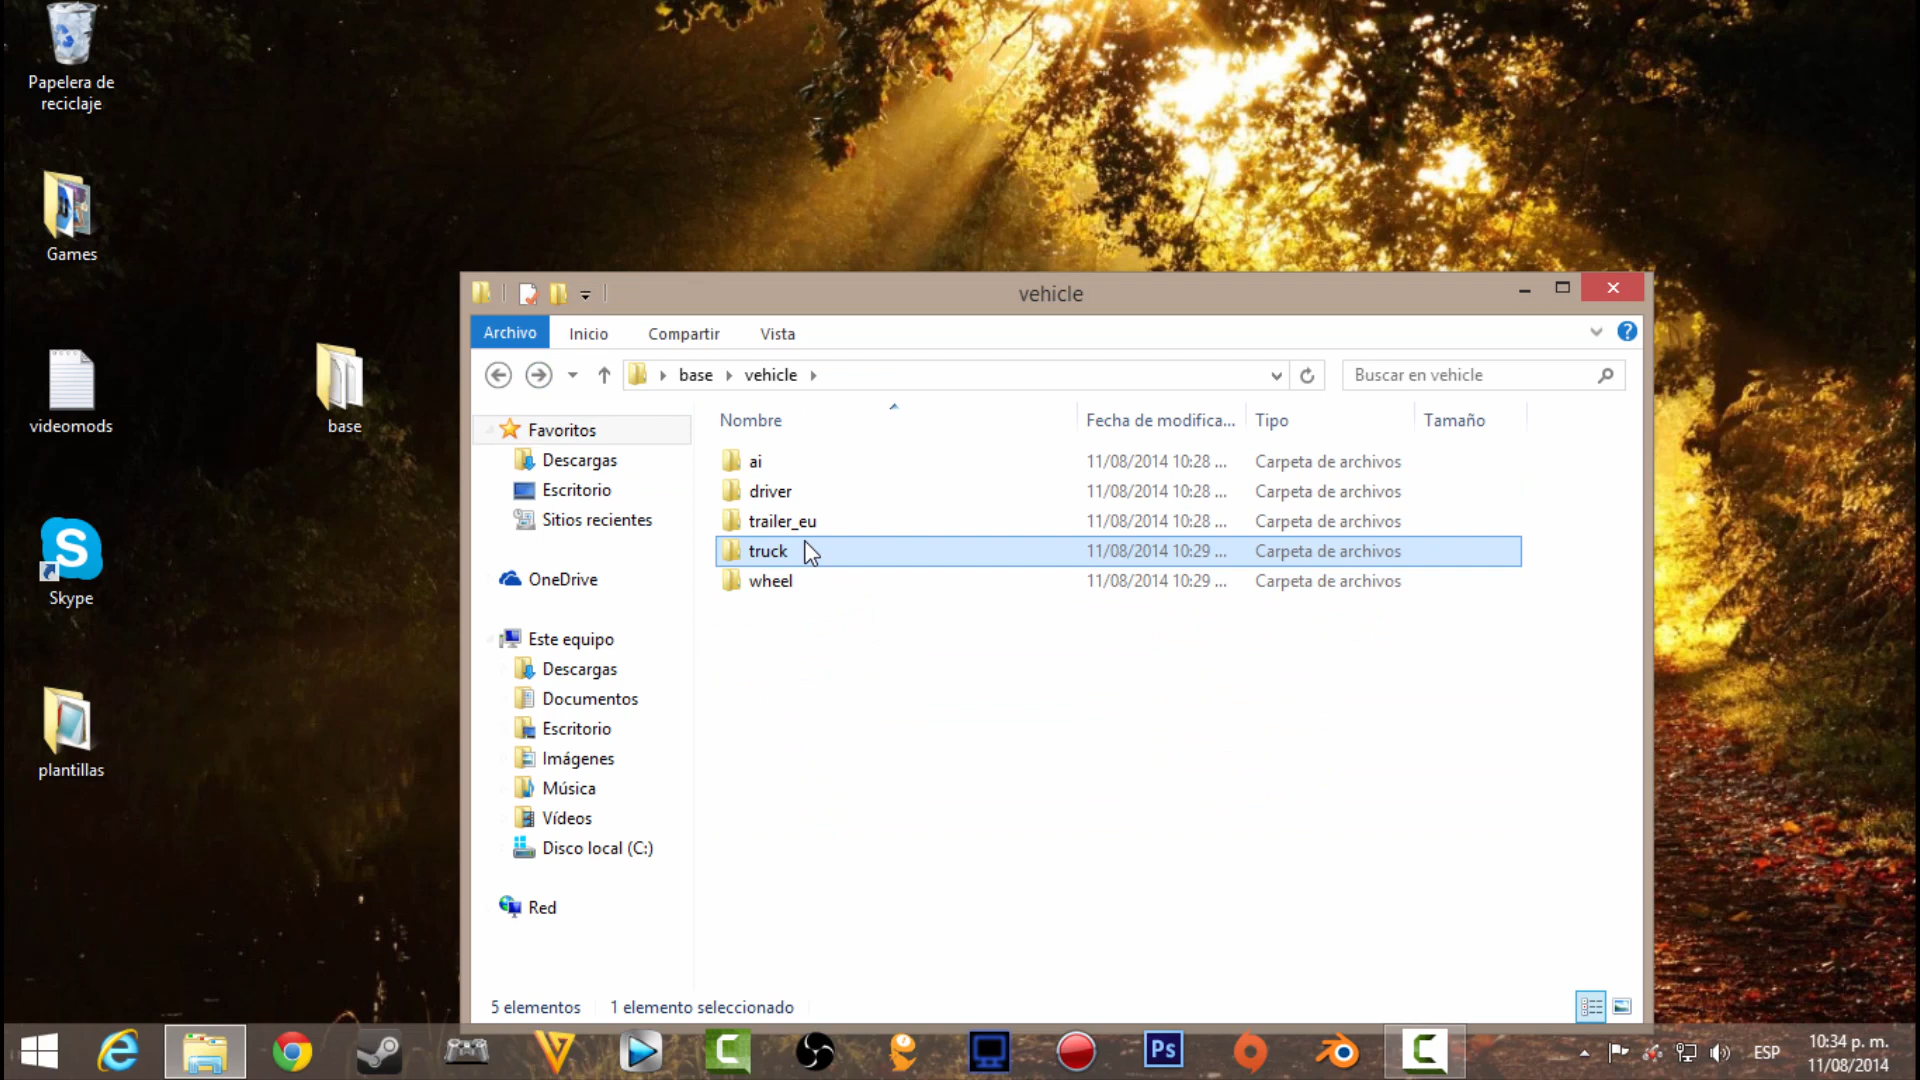 Papelera de
reciclaje
Games
videomods
base
Skype
plantillas
vehicle
Archivo
Inicio
Compartir
Vista
base
vehicle
Buscar en vehicle
Nombre
Fecha de modifica...
Tipo
Tamaño
ai
11/08/2014 10:28 ...
Carpeta de archivos
driver
11/08/2014 10:28 ...
Carpeta de archivos
trailer_eu
11/08/2014 10:28 ...
Carpeta de archivos
truck
11/08/2014 10:29 ...
Carpeta de archivos
wheel
11/08/2014 10:29 ...
Carpeta de archivos
Favoritos
Descargas
Escritorio
Sitios recientes
OneDrive
Este equipo
Descargas
Documentos
Escritorio
Imágenes
Música
Vídeos
Disco local (C:)
Red
5 elementos
1 elemento seleccionado
Ps
ESP
10:34 p. m.
11/08/2014